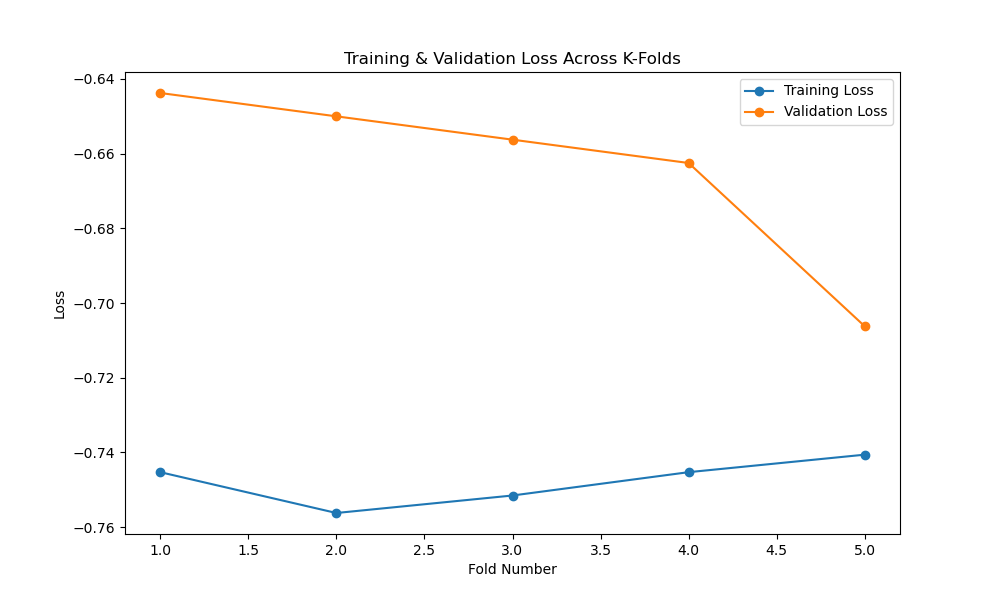 Training & Validation Loss Across K-Folds
Training Loss
Validation Loss
−0.64
−0.66
−0.68
−0.70
−0.72
−0.74
−0.76
Loss
1.0 1.5 2.0 2.5 3.0 3.5 4.0 4.5 5.0
Fold Number